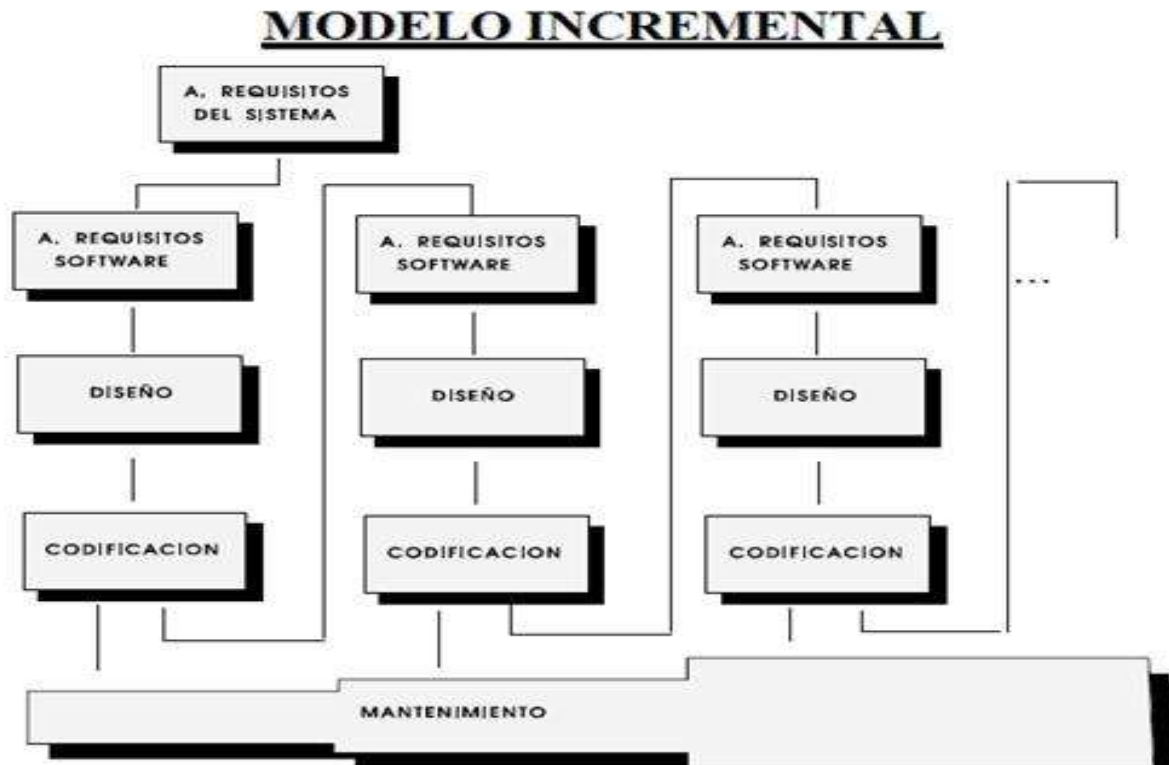 MODELO INCREMENTAL
A. REQUISITOS
DEL SISTEMA
A. REQUISITOS
SOFTWARE
A. REQUISITOS
SOFTWARE
A. REQUISITOS
SOFTWARE
...
DISEÑO
DISEÑO
DISEÑO
CODIFICACION
CODIFICACION
CODIFICACION
MANTENIMIENTO